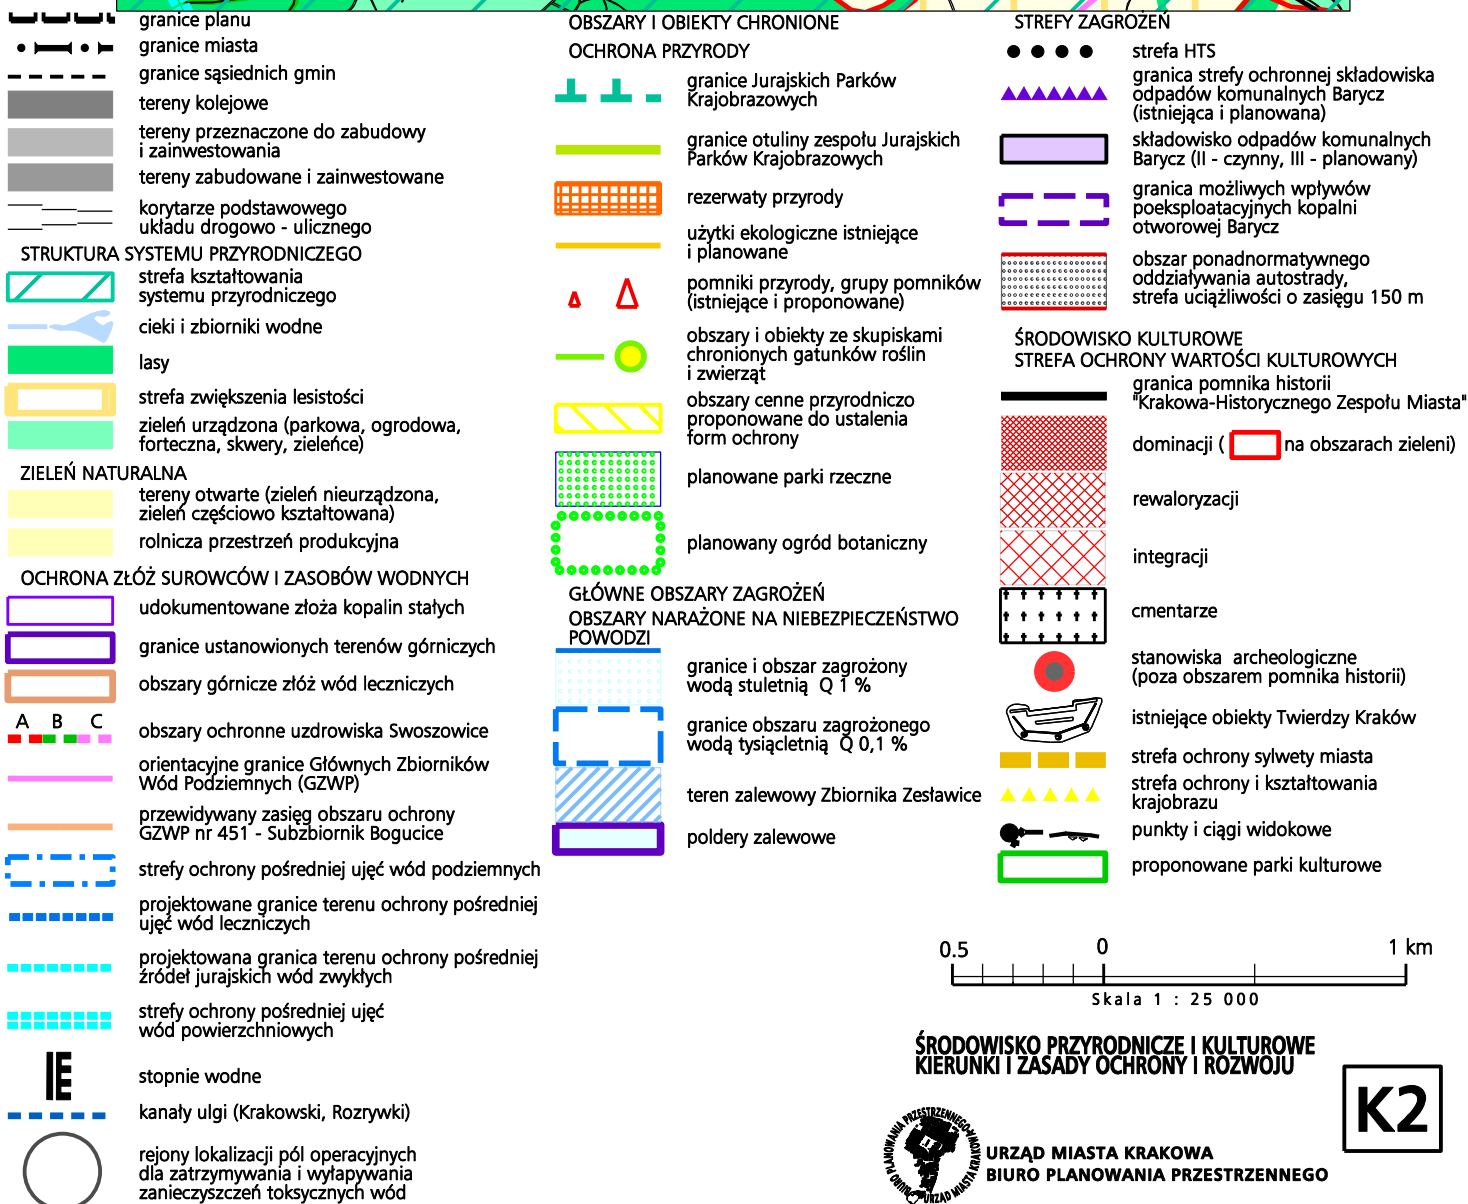 granice planu
granice miasta
granice sąsiednich gmin
tereny kolejowe
tereny przeznaczone do zabudowy
i zainwestowania
tereny zabudowane i zainwestowane
korytarze podstawowego
układu drogowo - ulicznego
STRUKTURA SYSTEMU PRZYRODNICZEGO
strefa kształtowania
systemu przyrodniczego
cieki i zbiorniki wodne
lasy
strefa zwiększenia lesistości
zieleń urządzona (parkowa, ogrodowa,
forteczna, skwery, zieleńce)
ZIELEŃ NATURALNA
tereny otwarte (zieleń nieurządzona,
zieleń częściowo kształtowana)
rolnicza przestrzeń produkcyjna
OCHRONA ZŁÓŻ SUROWCÓW I ZASOBÓW WODNYCH
udokumentowane złoża kopalin stałych
granice ustanowionych terenów górniczych
obszary górnicze złóż wód leczniczych
A B C
obszary ochronne uzdrowiska Swoszowice
orientacyjne granice Głównych Zbiorników
Wód Podziemnych (GZWP)
przewidywany zasięg obszaru ochrony
GZWP nr 451 - Subzbiornik Bogucice
strefy ochrony pośredniej ujęć wód podziemnych
projektowane granice terenu ochrony pośredniej
ujęć wód leczniczych
projektowana granica terenu ochrony pośredniej
źródeł jurajskich wód zwykłych
strefy ochrony pośredniej ujęć
wód powierzchniowych
stopnie wodne
kanały ulgi (Krakowski, Rozrywki)
rejony lokalizacji pól operacyjnych
dla zatrzymywania i wyłapywania
zanieczyszczeń toksycznych wód
OBSZARY I OBIEKTY CHRONIONE
OCHRONA PRZYRODY
granice Jurajskich Parków
Krajobrazowych
granice otuliny zespołu Jurajskich
Parków Krajobrazowych
rezerwaty przyrody
użytki ekologiczne istniejące
i planowane
pomniki przyrody, grupy pomników
(istniejące i proponowane)
obszary i obiekty ze skupiskami
chronionych gatunków roślin
i zwierząt
obszary cenne przyrodniczo
proponowane do ustalenia
form ochrony
planowane parki rzeczne
planowany ogród botaniczny
GŁÓWNE OBSZARY ZAGROŻEŃ
OBSZARY NARAŻONE NA NIEBEZPIECZEŃSTWO
POWODZI
granice i obszar zagrożony
wodą stuletnią Q 1 %
granice obszaru zagrożonego
wodą tysiącletnią Q 0,1 %
teren zalewowy Zbiornika Zesławice
poldery zalewowe
STREFY ZAGROŻEŃ
strefa HTS
granica strefy ochronnej składowiska
odpadów komunalnych Barycz
(istniejąca i planowana)
składowisko odpadów komunalnych
Barycz (II - czynny, III - planowany)
granica możliwych wpływów
poeksploatacyjnych kopalni
otworowej Barycz
obszar ponadnormatywnego
oddziaływania autostrady,
strefa uciążliwości o zasięgu 150 m
ŚRODOWISKO KULTUROWE
STREFA OCHRONY WARTOŚCI KULTUROWYCH
granica pomnika historii
"Krakowa-Historycznego Zespołu Miasta"
dominacji ( na obszarach zieleni)
rewaloryzacji
integracji
cmentarze
stanowiska archeologiczne
(poza obszarem pomnika historii)
istniejące obiekty Twierdzy Kraków
strefa ochrony sylwety miasta
strefa ochrony i kształtowania
krajobrazu
punkty i ciągi widokowe
proponowane parki kulturowe
0.5 0 1 km
Skala 1 : 25 000
ŚRODOWISKO PRZYRODNICZE I KULTUROWE
KIERUNKI I ZASADY OCHRONY I ROZWOJU
K2
BIURO PLANOWANIA PRZESTRZENNEGO
URZĄD MIASTA KRAKOWA
URZĄD MIASTA KRAKOWA
BIURO PLANOWANIA PRZESTRZENNEGO